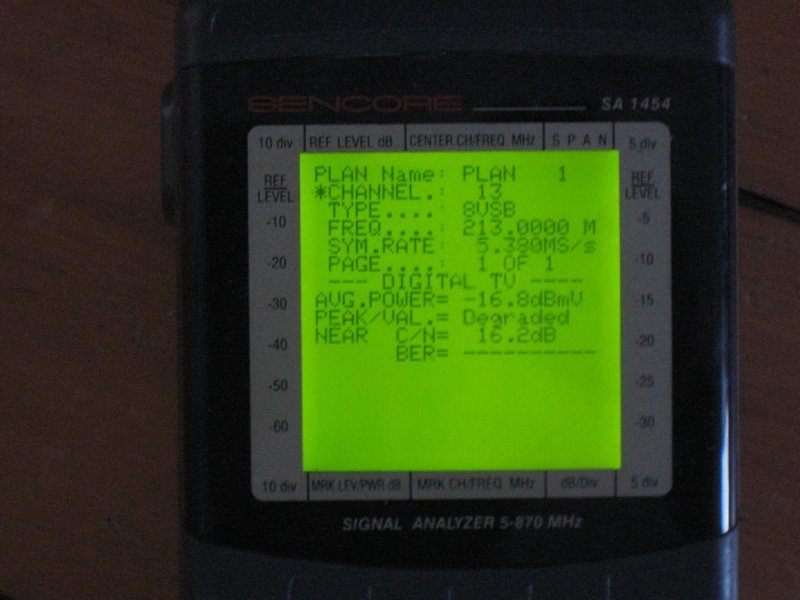 SENCORE SA 1454
10 div REF. LEVEL dB CENTER CH/FREQ. MHz S P A N 5 div
REF. LEVEL
-10
-20
-30
-40
-50
-60
REF. LEVEL
-5
-10
-15
-20
-25
-30
PLAN Name: PLAN 1
*CHANNEL.: 13
TYPE....: 8VSB
FREQ....: 213.0000 M
SYM.RATE: 5.380MS/s
PAGE....: 1 OF 1
--- DIGITAL TV ----
AVG.POWER= -16.8dBmV
PEAK/VAL.= Degraded
NEAR C/N= 16.2dB
BER= ----------
10 div MRK LEV/PWR dB MRK CH/FREQ. MHz dB/Div 5 div
SIGNAL ANALYZER 5-870 MHz